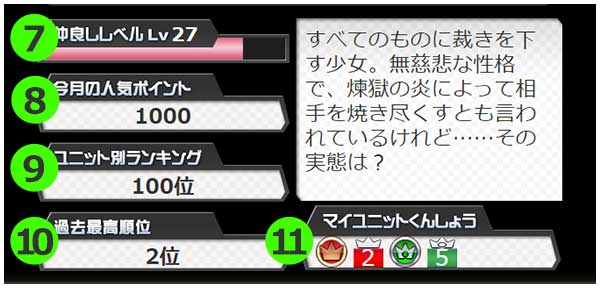 7 仲良しレベル Lv 27
8 今月の人気ポイント
1000
9 ユニット別ランキング
100位
10 過去最高順位
2位
すべてのものに裁きを下
す少女。無慈悲な性格
で、煉獄の炎によって相
手を焼き尽くすとも言わ
れているけれど……その
実態は？
11 マイユニットくんしょう
2 5